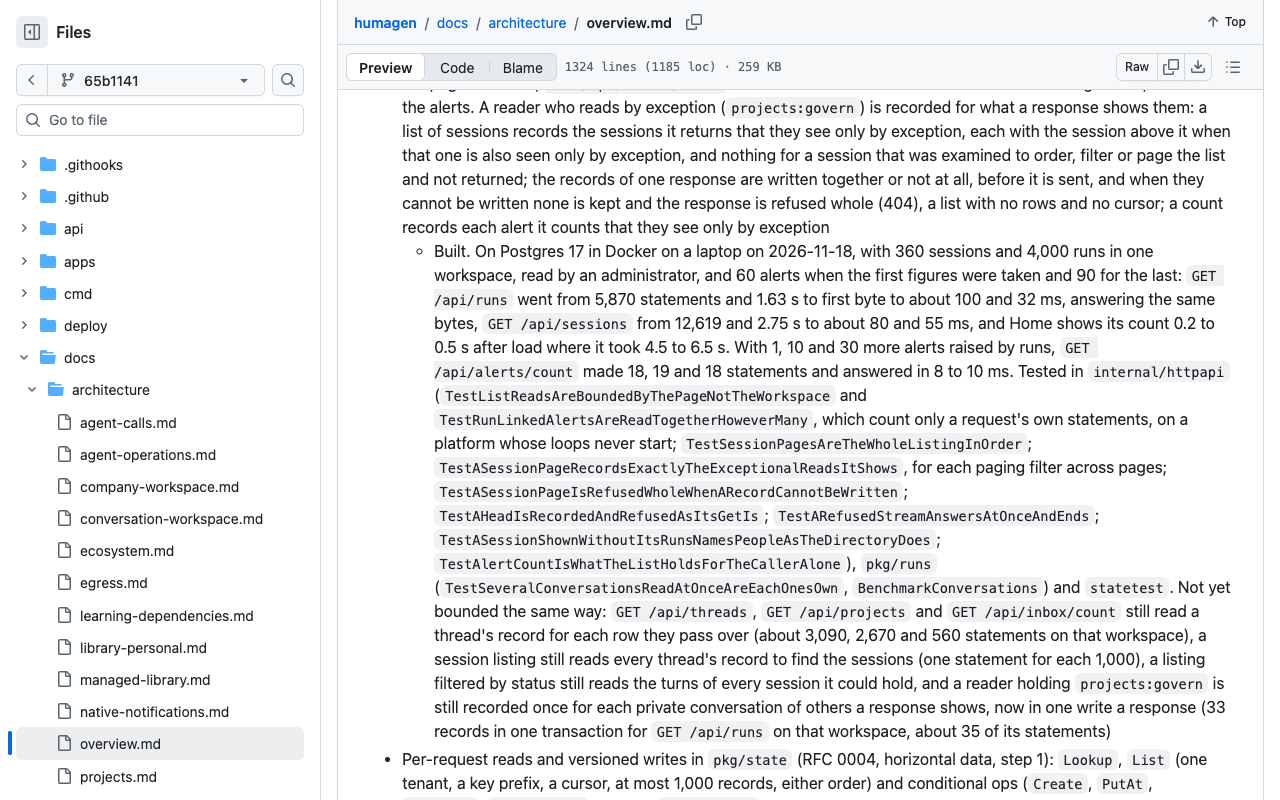 Files
65b1141
Go to file
.githooks
.github
api
apps
cmd
deploy
docs
architecture
agent-calls.md
agent-operations.md
company-workspace.md
conversation-workspace.md
ecosystem.md
egress.md
learning-dependencies.md
library-personal.md
managed-library.md
native-notifications.md
overview.md
projects.md
humagen / docs / architecture / overview.md
Top
Preview Code Blame 1324 lines (1185 loc) · 259 KB Raw
the alerts. A reader who reads by exception ( projects:govern ) is recorded for what a response shows them: a
list of sessions records the sessions it returns that they see only by exception, each with the session above it when
that one is also seen only by exception, and nothing for a session that was examined to order, filter or page the list
and not returned; the records of one response are written together or not at all, before it is sent, and when they
cannot be written none is kept and the response is refused whole (404), a list with no rows and no cursor; a count
records each alert it counts that they see only by exception
Built. On Postgres 17 in Docker on a laptop on 2026-11-18, with 360 sessions and 4,000 runs in one
workspace, read by an administrator, and 60 alerts when the first figures were taken and 90 for the last: GET
/api/runs went from 5,870 statements and 1.63 s to first byte to about 100 and 32 ms, answering the same
bytes, GET /api/sessions from 12,619 and 2.75 s to about 80 and 55 ms, and Home shows its count 0.2 to
0.5 s after load where it took 4.5 to 6.5 s. With 1, 10 and 30 more alerts raised by runs, GET
/api/alerts/count made 18, 19 and 18 statements and answered in 8 to 10 ms. Tested in internal/httpapi
( TestListReadsAreBoundedByThePageNotTheWorkspace and
TestRunLinkedAlertsAreReadTogetherHoweverMany , which count only a request's own statements, on a
platform whose loops never start; TestSessionPagesAreTheWholeListingInOrder ;
TestASessionPageRecordsExactlyTheExceptionalReadsItShows , for each paging filter across pages;
TestASessionPageIsRefusedWholeWhenARecordCannotBeWritten ;
TestAHeadIsRecordedAndRefusedAsItsGetIs ; TestARefusedStreamAnswersAtOnceAndEnds ;
TestASessionShownWithoutItsRunsNamesPeopleAsTheDirectoryDoes ;
TestAlertCountIsWhatTheListHoldsForTheCallerAlone ), pkg/runs
( TestSeveralConversationsReadAtOnceAreEachOnesOwn , BenchmarkConversations ) and statetest . Not yet
bounded the same way: GET /api/threads , GET /api/projects and GET /api/inbox/count still read a
thread's record for each row they pass over (about 3,090, 2,670 and 560 statements on that workspace), a
session listing still reads every thread's record to find the sessions (one statement for each 1,000), a listing
filtered by status still reads the turns of every session it could hold, and a reader holding projects:govern is
still recorded once for each private conversation of others a response shows, now in one write a response (33
records in one transaction for GET /api/runs on that workspace, about 35 of its statements)
Per-request reads and versioned writes in pkg/state (RFC 0004, horizontal data, step 1): Lookup , List (one
tenant, a key prefix, a cursor, at most 1,000 records, either order) and conditional ops ( Create , PutAt ,